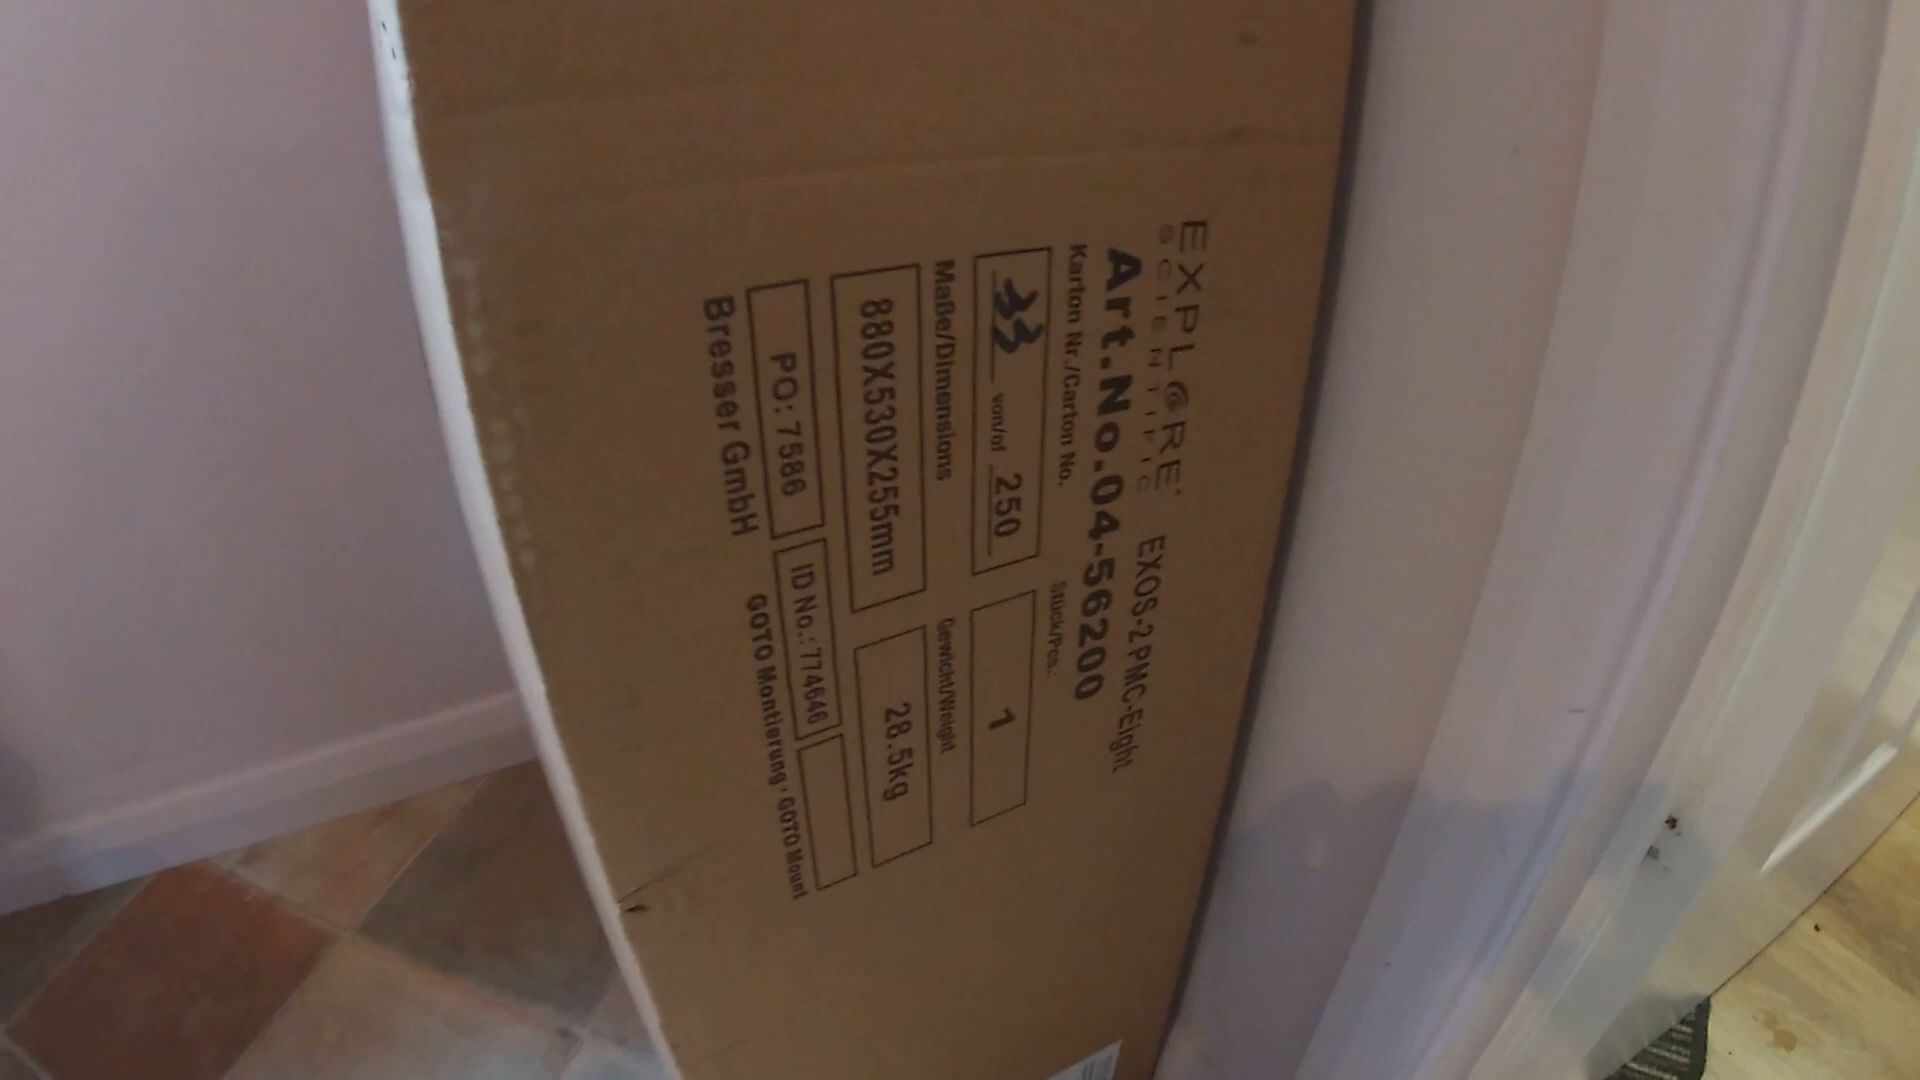 EXPLORE® EXOS-2 PMC-Eight
SCIENTIFIC
Art.No.04-56200
Karton Nr./Carton No. Stück/Pcs.:
33 von/of 250 1
Maße/Dimensions Gewicht/Weight
880X530X255mm 28.5kg
PO: 7586 ID No.: 774646
Bresser GmbH GOTO Montierung · GOTO Mount